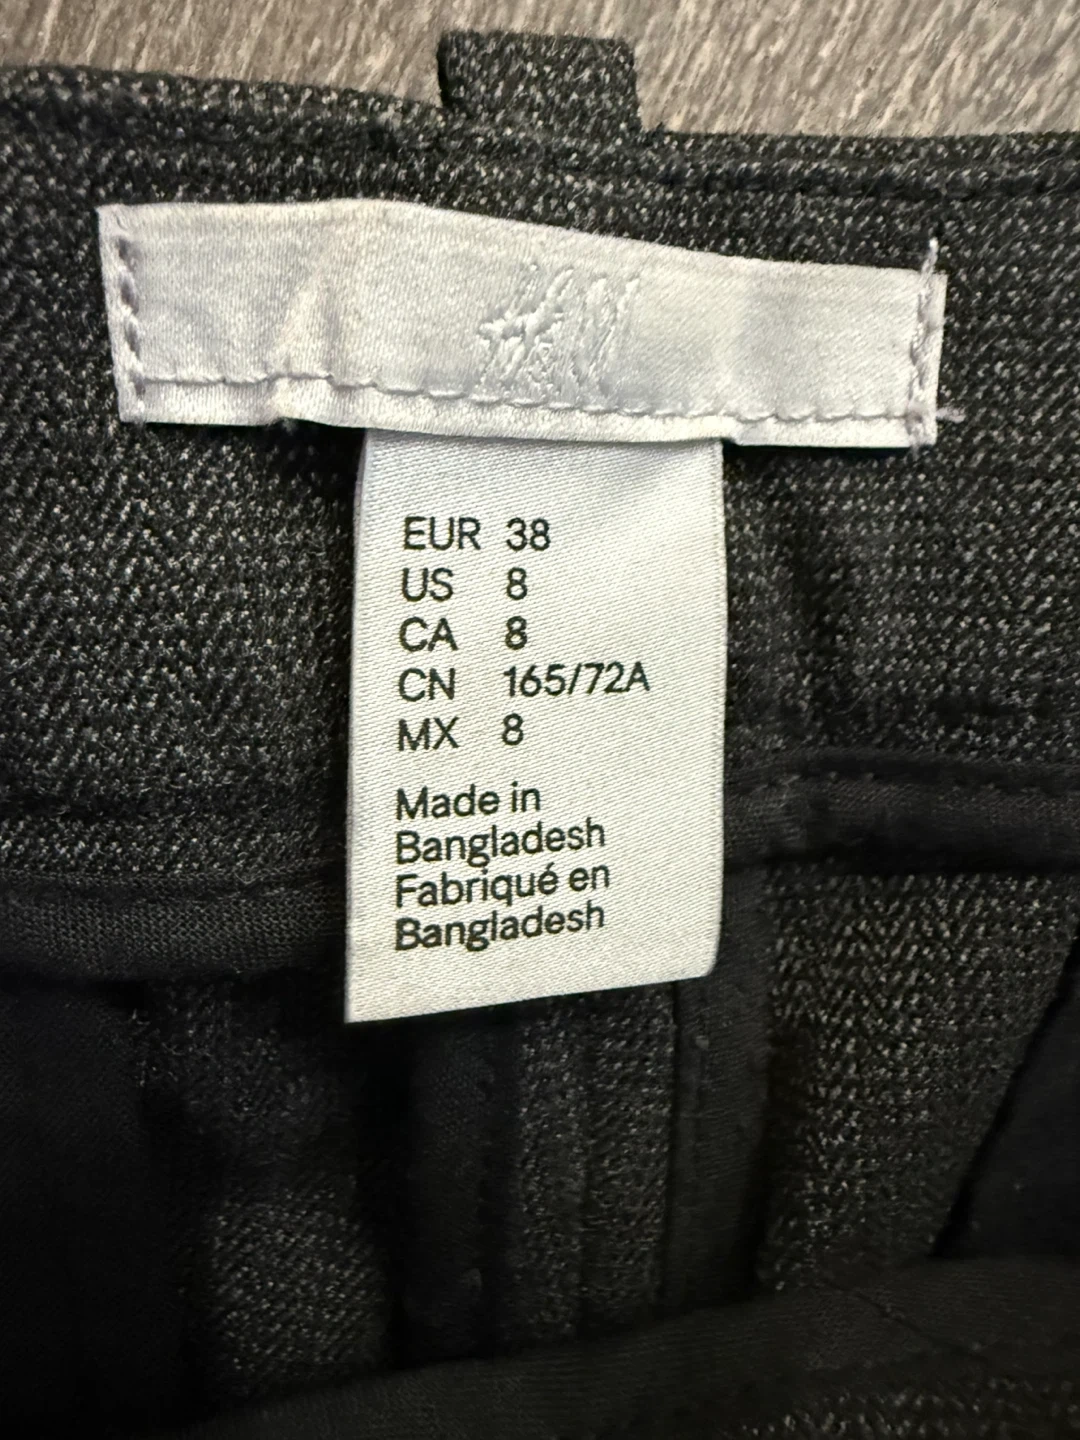 H&M
EUR 38
US 8
CA 8
CN 165/72A
MX 8
Made in
Bangladesh
Fabriqué en
Bangladesh